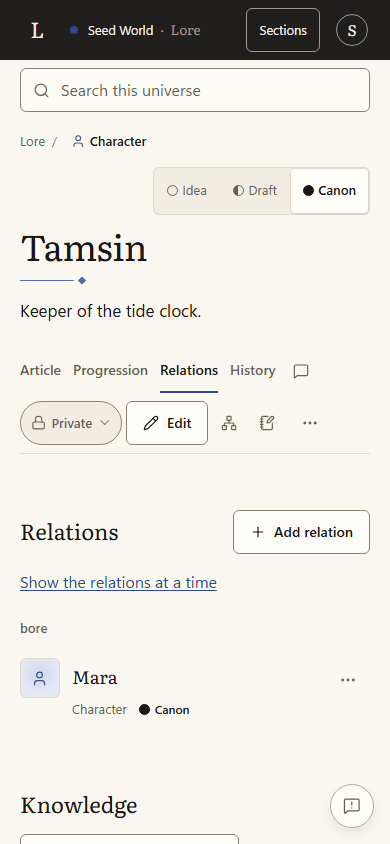 L Seed World · Lore Sections S
Search this universe
Lore / Character
Idea Draft Canon
Tamsin
Keeper of the tide clock.
Article Progression Relations History
Private Edit
Relations
Add relation
Show the relations at a time
bore
Mara
Character Canon
Knowledge